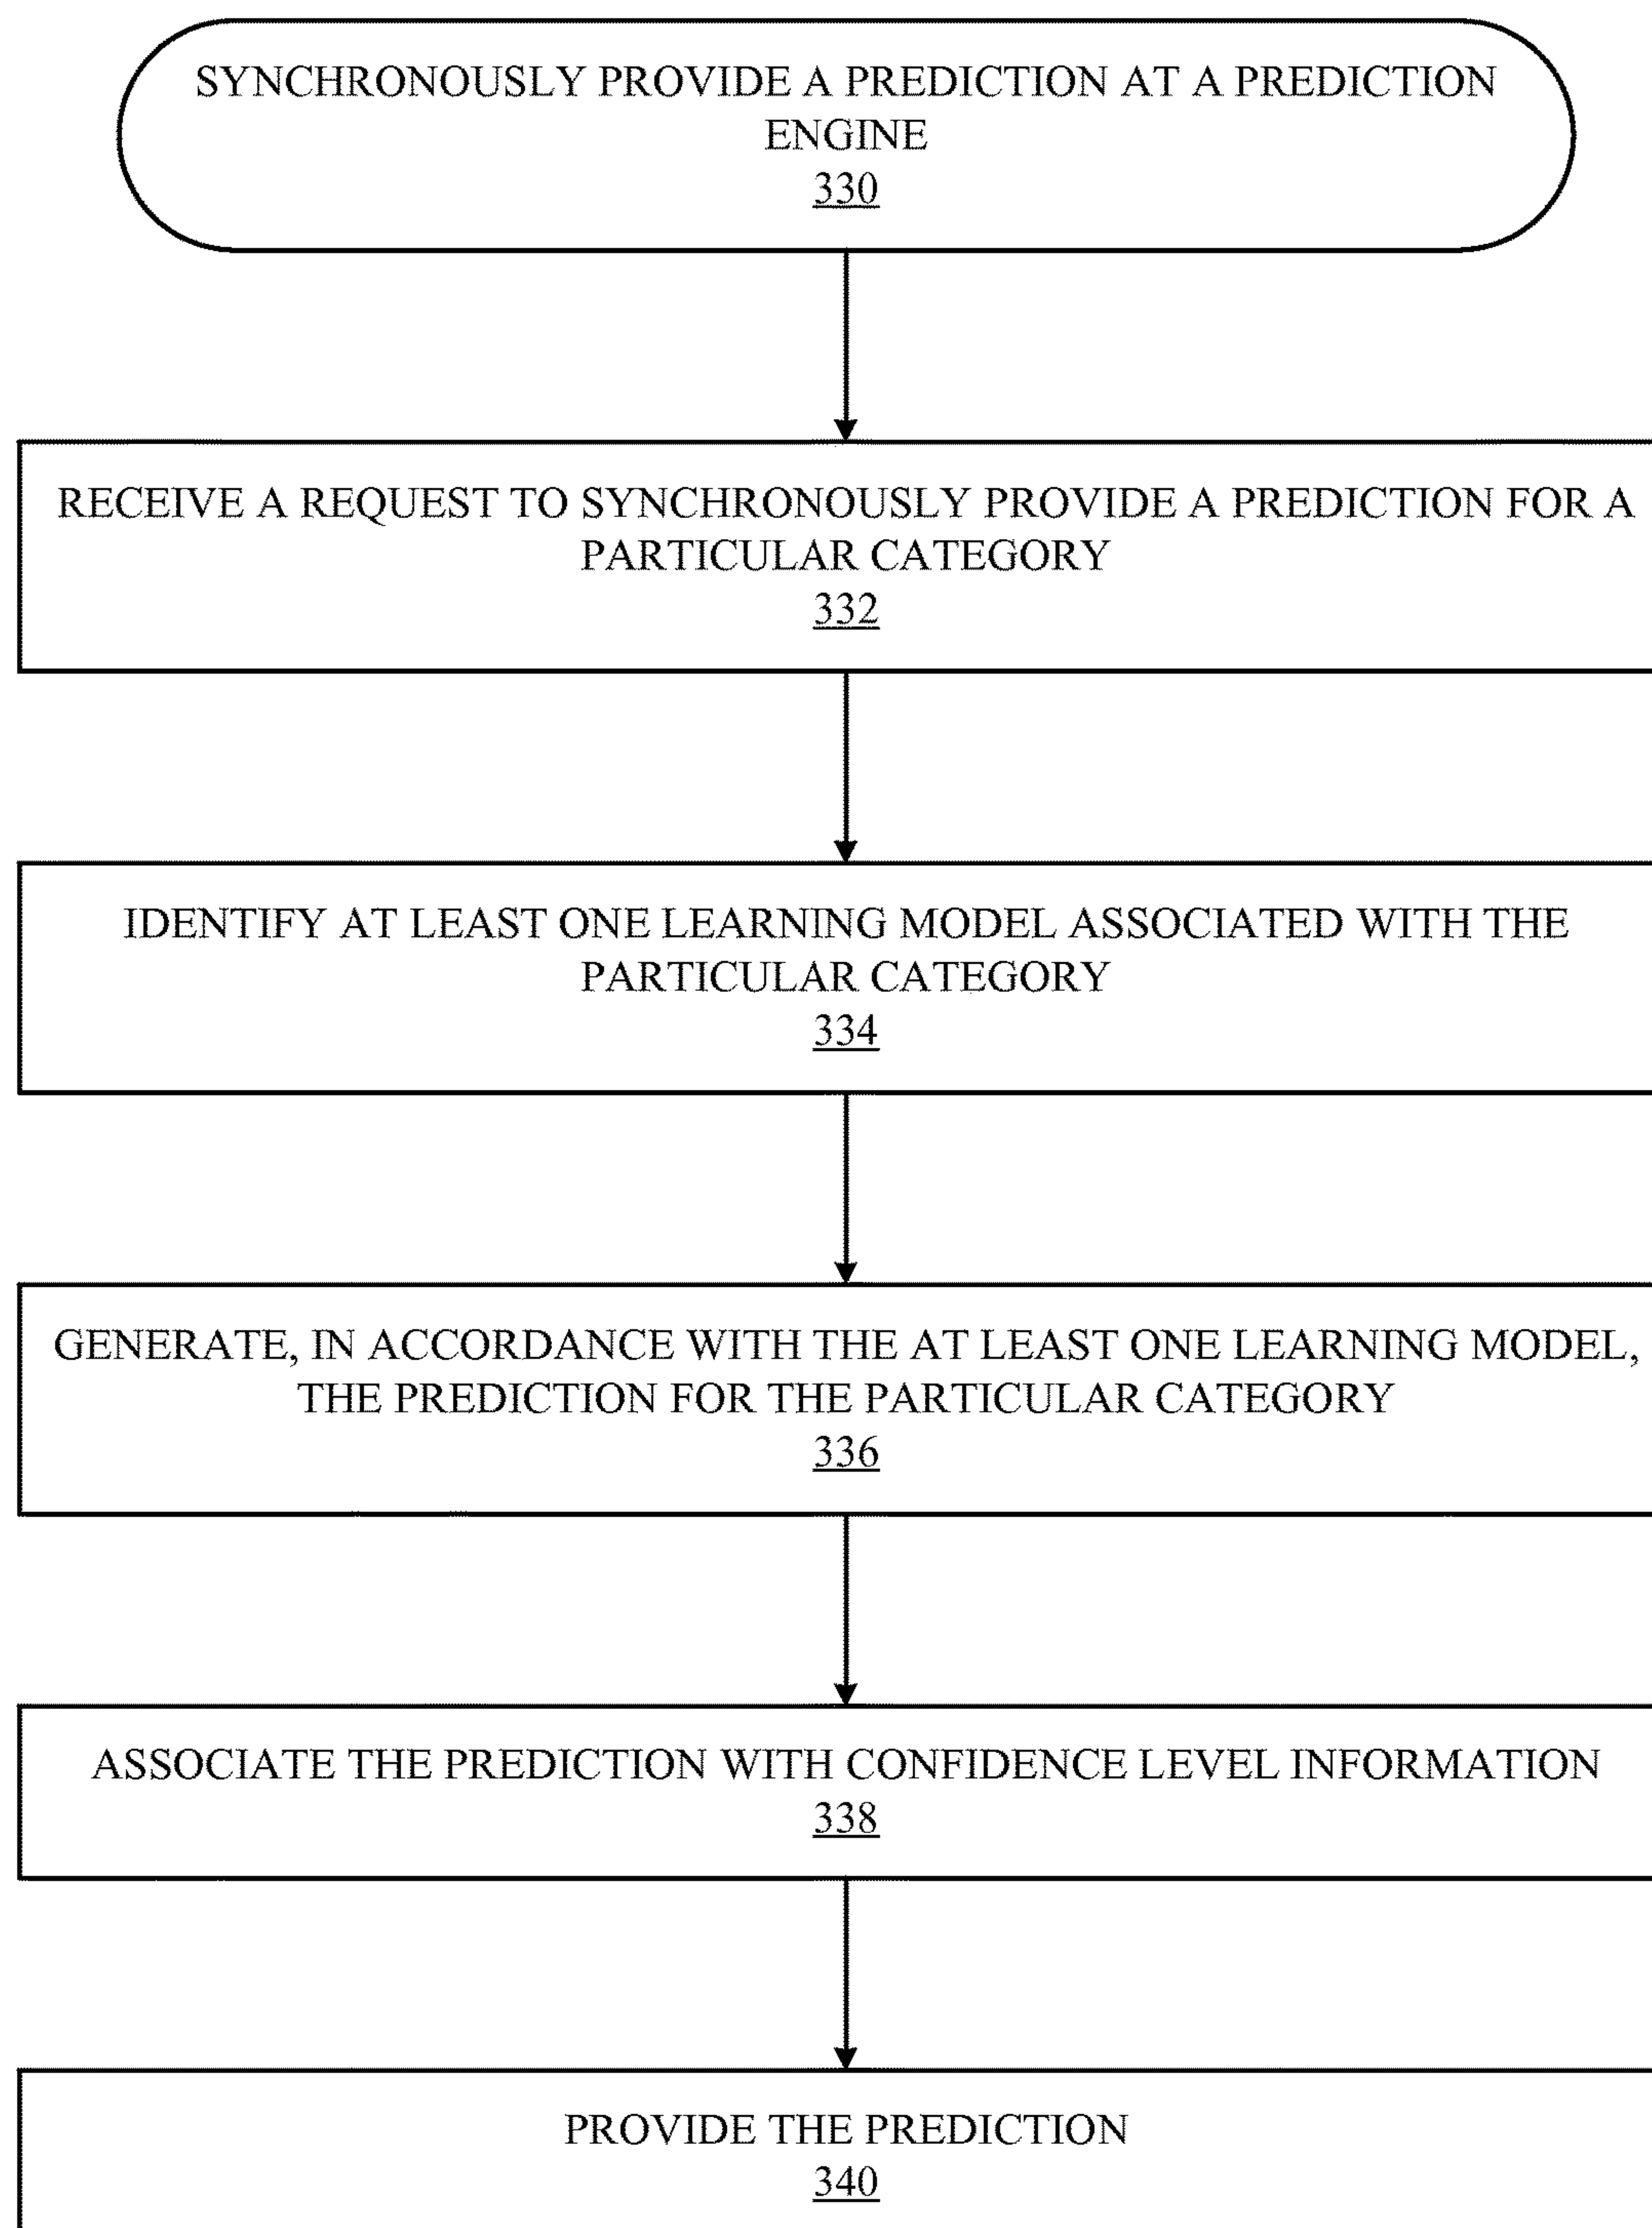 SYNCHRONOUSLY PROVIDE A PREDICTION AT A PREDICTION
ENGINE
330
RECEIVE A REQUEST TO SYNCHRONOUSLY PROVIDE A PREDICTION FOR A
PARTICULAR CATEGORY
332
IDENTIFY AT LEAST ONE LEARNING MODEL ASSOCIATED WITH THE
PARTICULAR CATEGORY
334
GENERATE, IN ACCORDANCE WITH THE AT LEAST ONE LEARNING MODEL,
THE PREDICTION FOR THE PARTICULAR CATEGORY
336
ASSOCIATE THE PREDICTION WITH CONFIDENCE LEVEL INFORMATION
338
PROVIDE THE PREDICTION
340